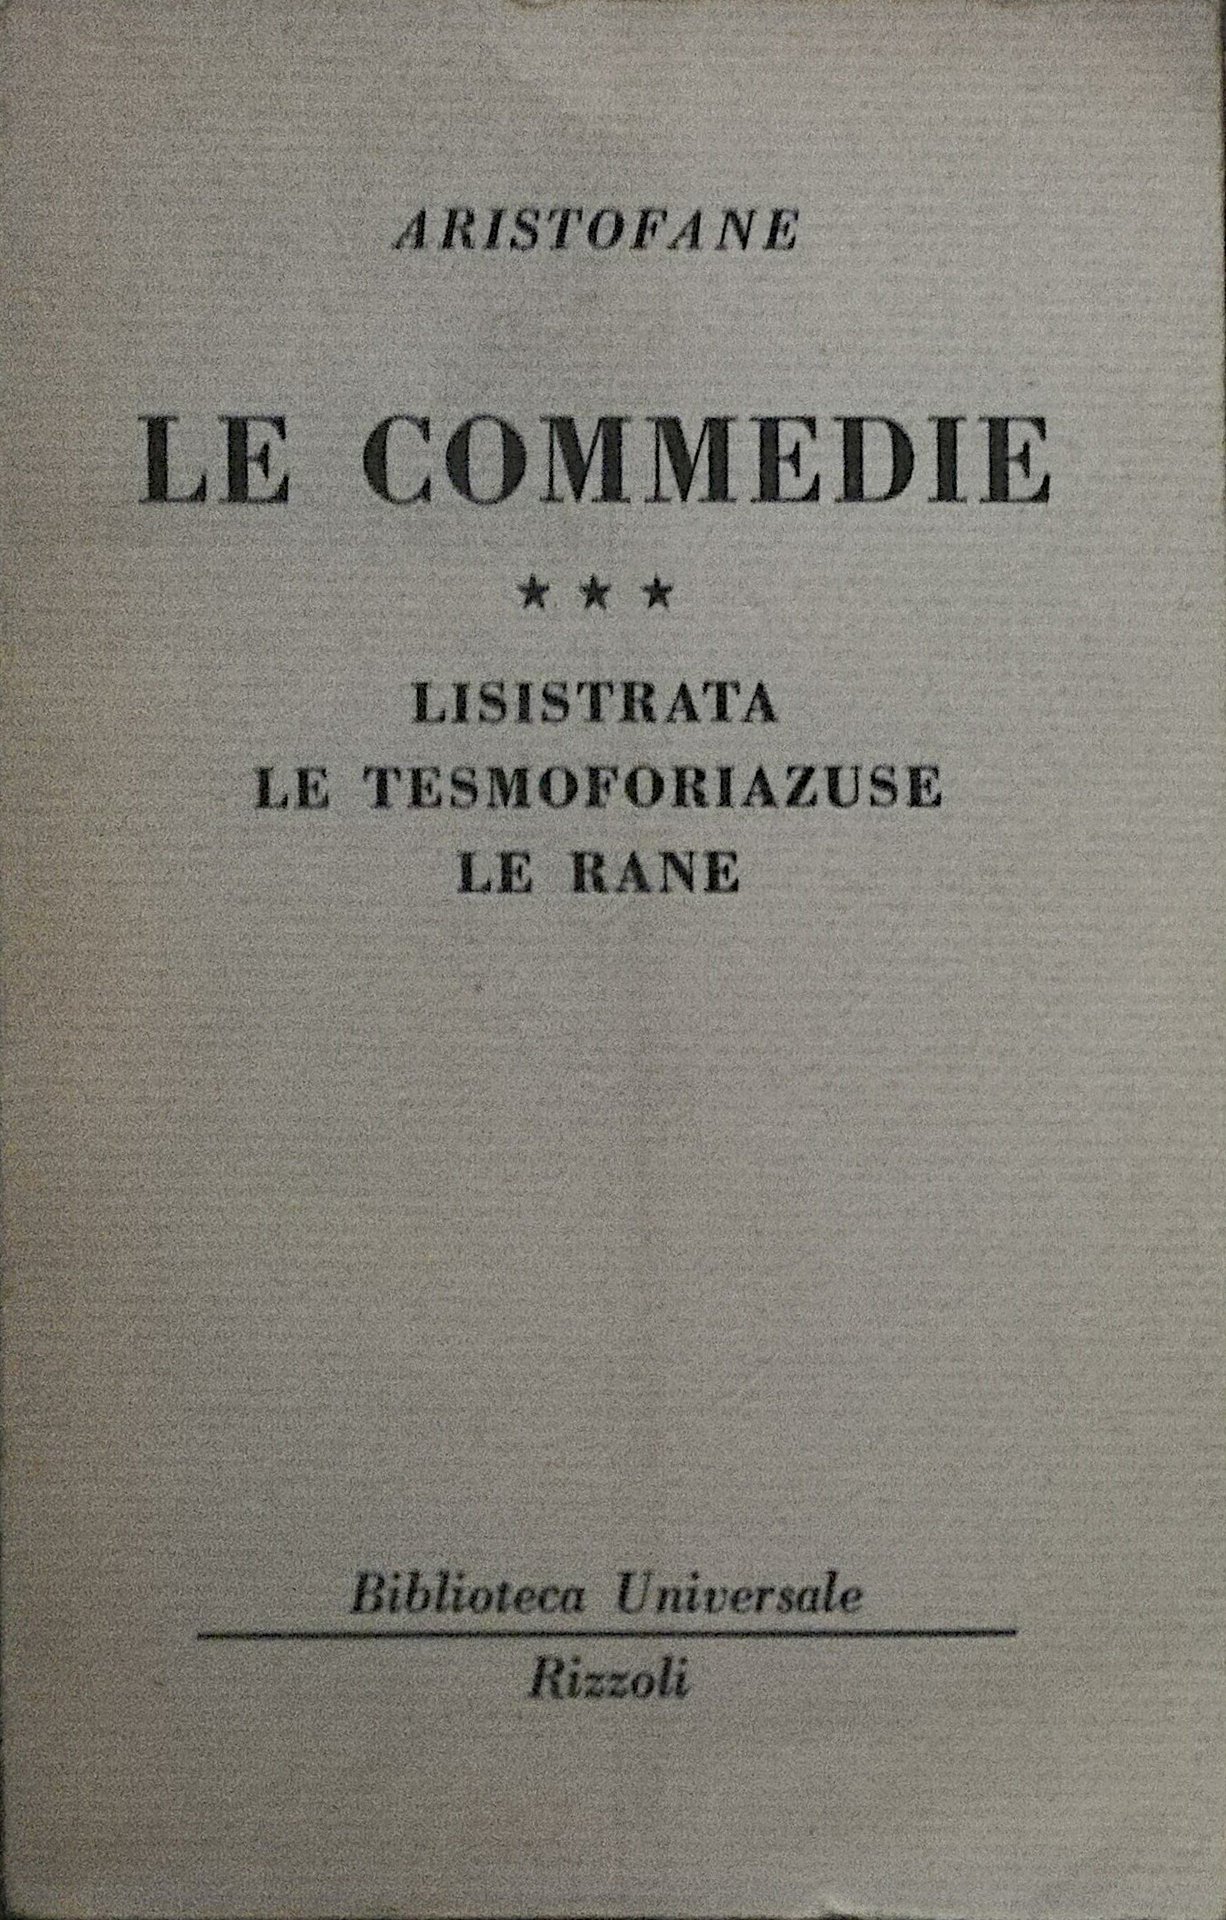 ARISTOFANE
LE COMMEDIE
★ ★ ★
LISISTRATA
LE TESMOFORIAZUSE
LE RANE
Biblioteca Universale
Rizzoli